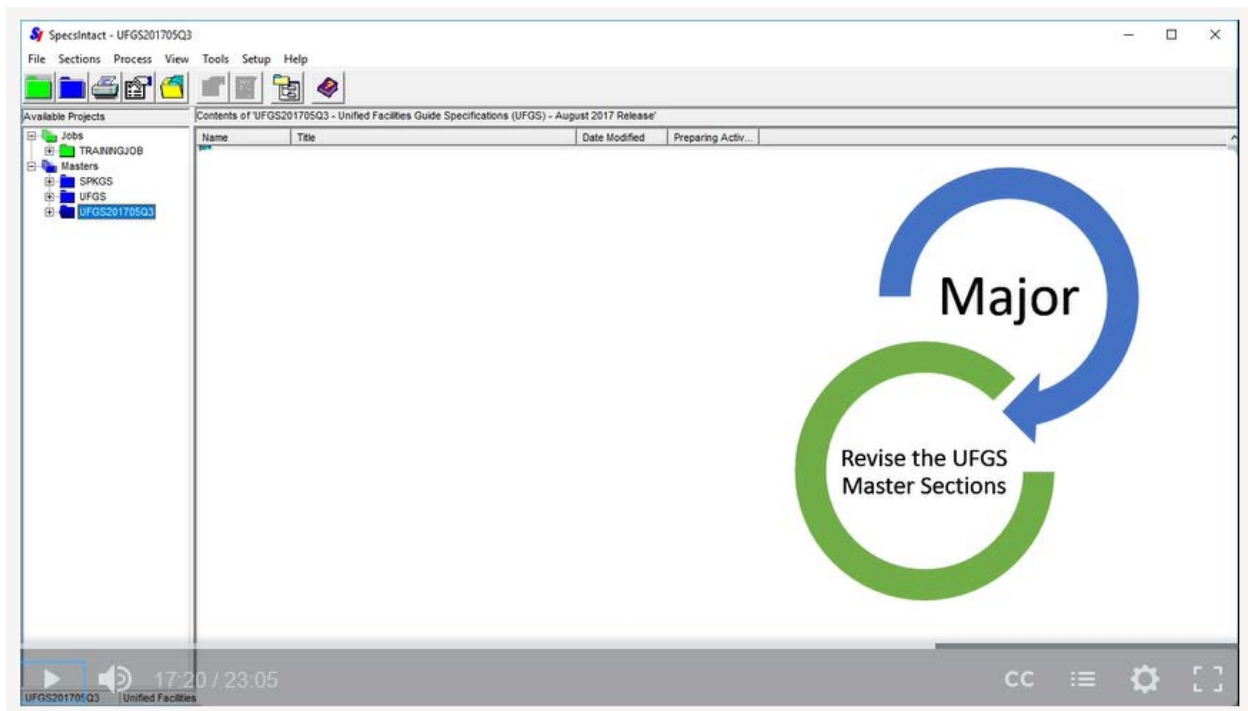 SpecsIntact - UFGS201705Q3
File Sections Process View Tools Setup Help
Available Projects
Contents of 'UFGS201705Q3 - Unified Facilities Guide Specifications (UFGS) - August 2017 Release'
Name Title Date Modified Preparing Activ...
Jobs
TRAININGJOB
Masters
SPKGS
UFGS
UFGS201705Q3
Major
Revise the UFGS
Master Sections
17:20 / 23:05
CC
UFGS201705Q3 Unified Facilities